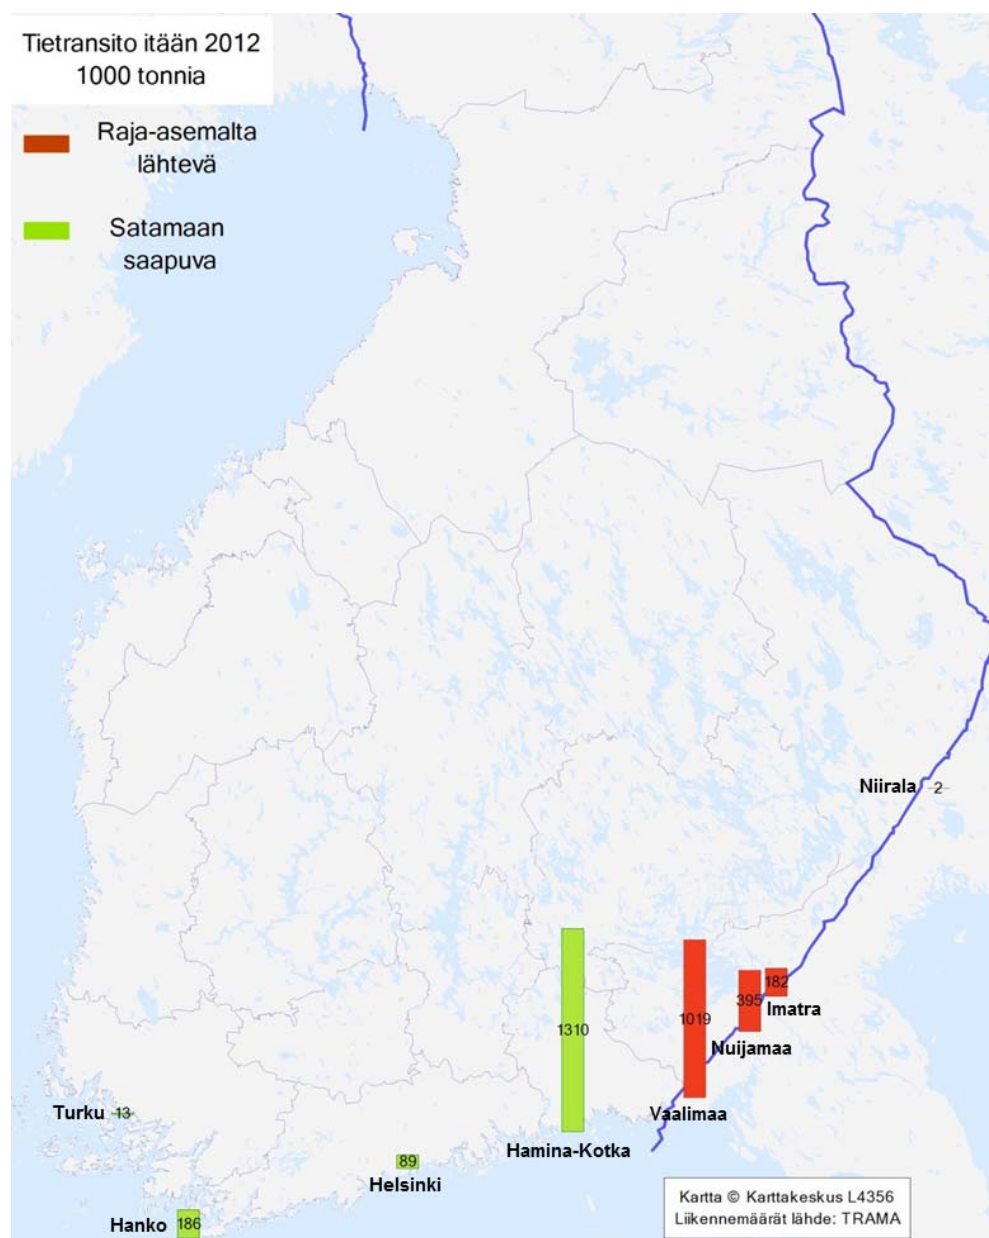 Tietransito itään 2012
1000 tonnia
Raja-asemalta
lähtevä
Satamaan
saapuva
Niirala
2
182
Imatra
395
Nuijamaa
1019
Vaalimaa
1310
Hamina-Kotka
Turku
13
89
Helsinki
Hanko
186
Kartta © Karttakeskus L4356
Liikennemäärät lähde: TRAMA